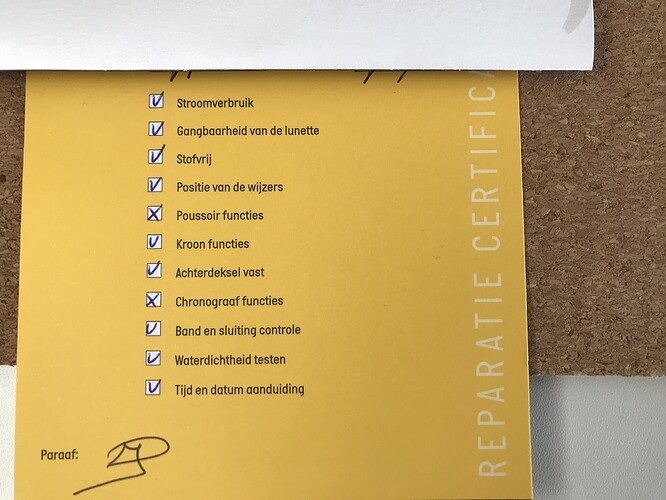 Stroomverbruik
Gangbaarheid van de lunette
Stofvrij
Positie van de wijzers
Poussoir functies
Kroon functies
Achterdeksel vast
Chronograaf functies
Band en sluiting controle
Waterdichtheid testen
Tijd en datum aanduiding
Paraaf:
REPARATIE CERTIFICA